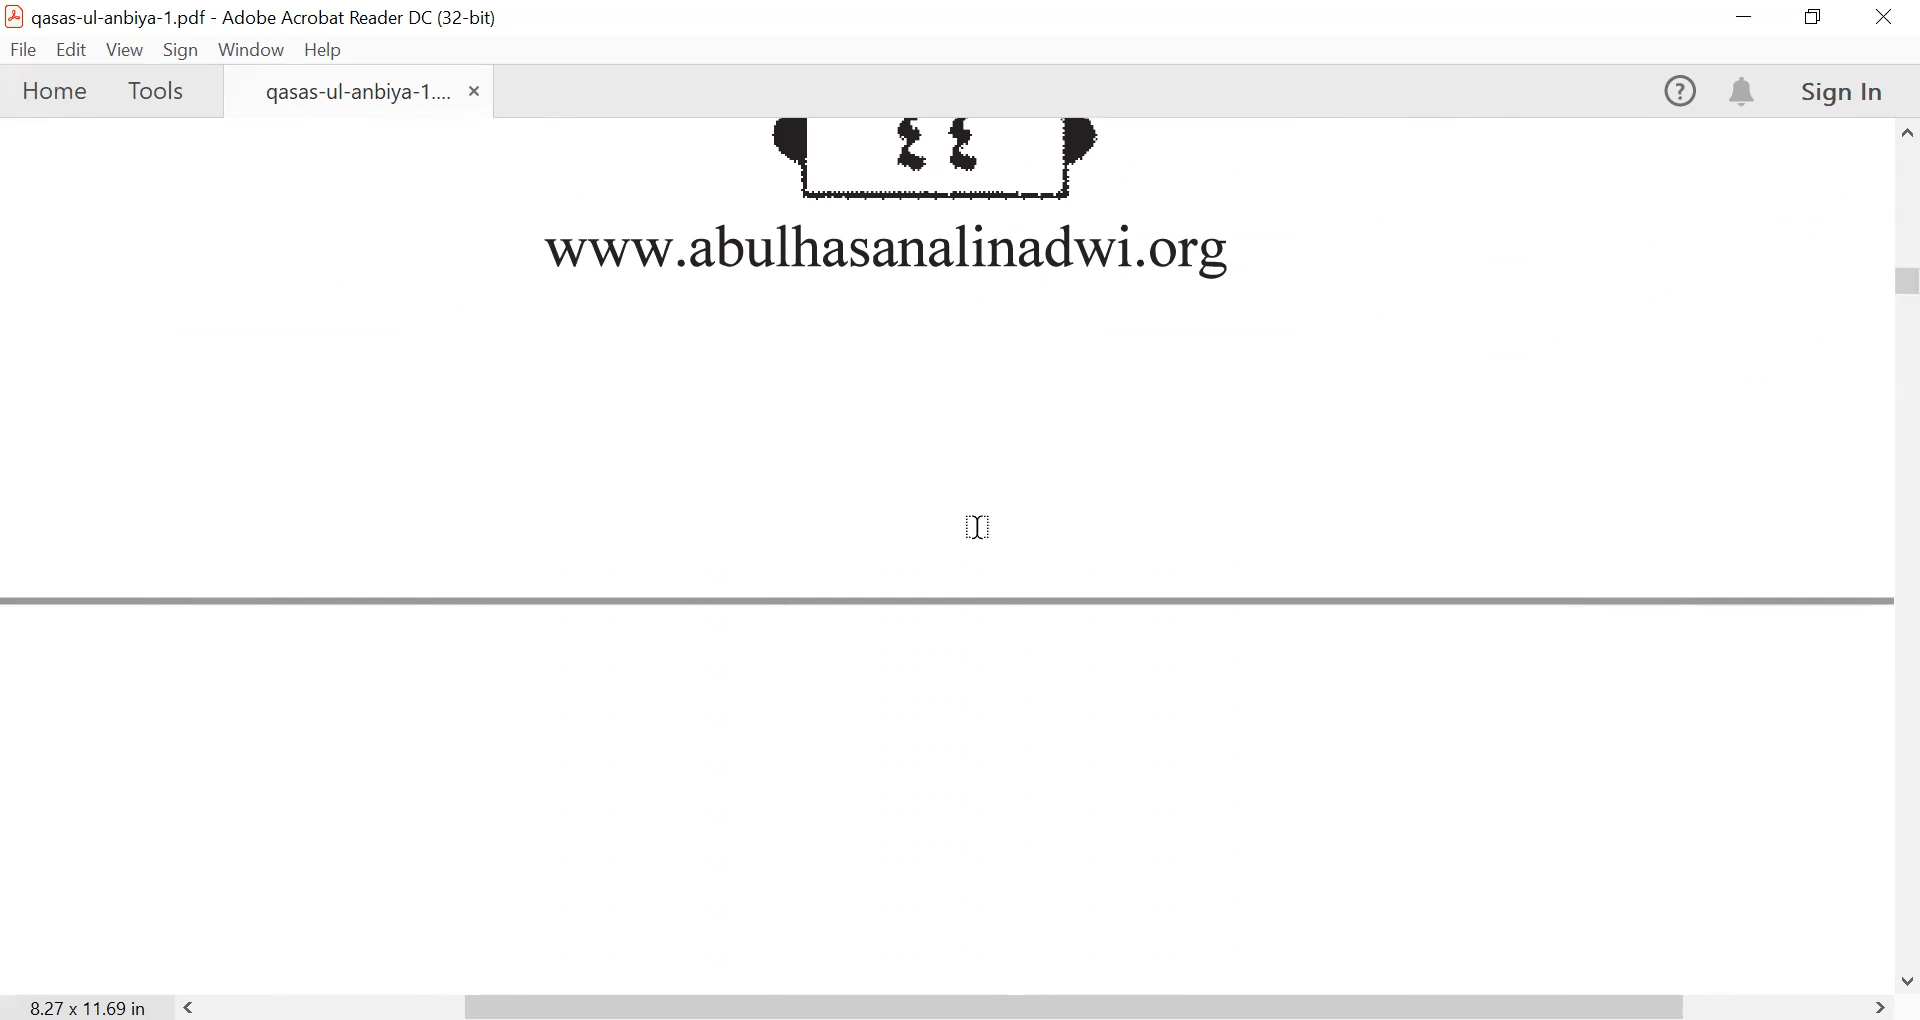 qasas-ul-anbiya-1.pdf - Adobe Acrobat Reader DC (32-bit)
File Edit View Sign Window Help
Home Tools qasas-ul-anbiya-1.... × ? Sign In
٤٤
www.abulhasanalinadwi.org
8.27 x 11.69 in